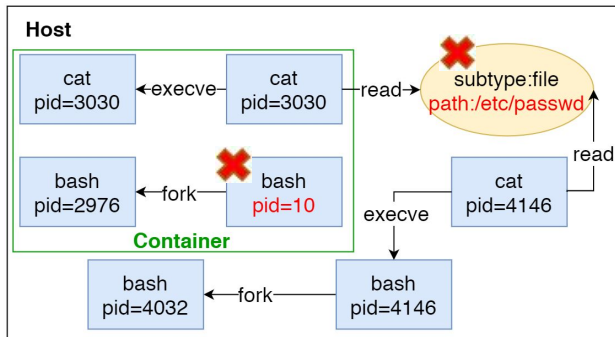 Host
cat
pid=3030
execve
cat
pid=3030
read
subtype:file
path:/etc/passwd
bash
pid=2976
fork
bash
pid=10
Container
cat
pid=4146
read
execve
bash
pid=4032
fork
bash
pid=4146